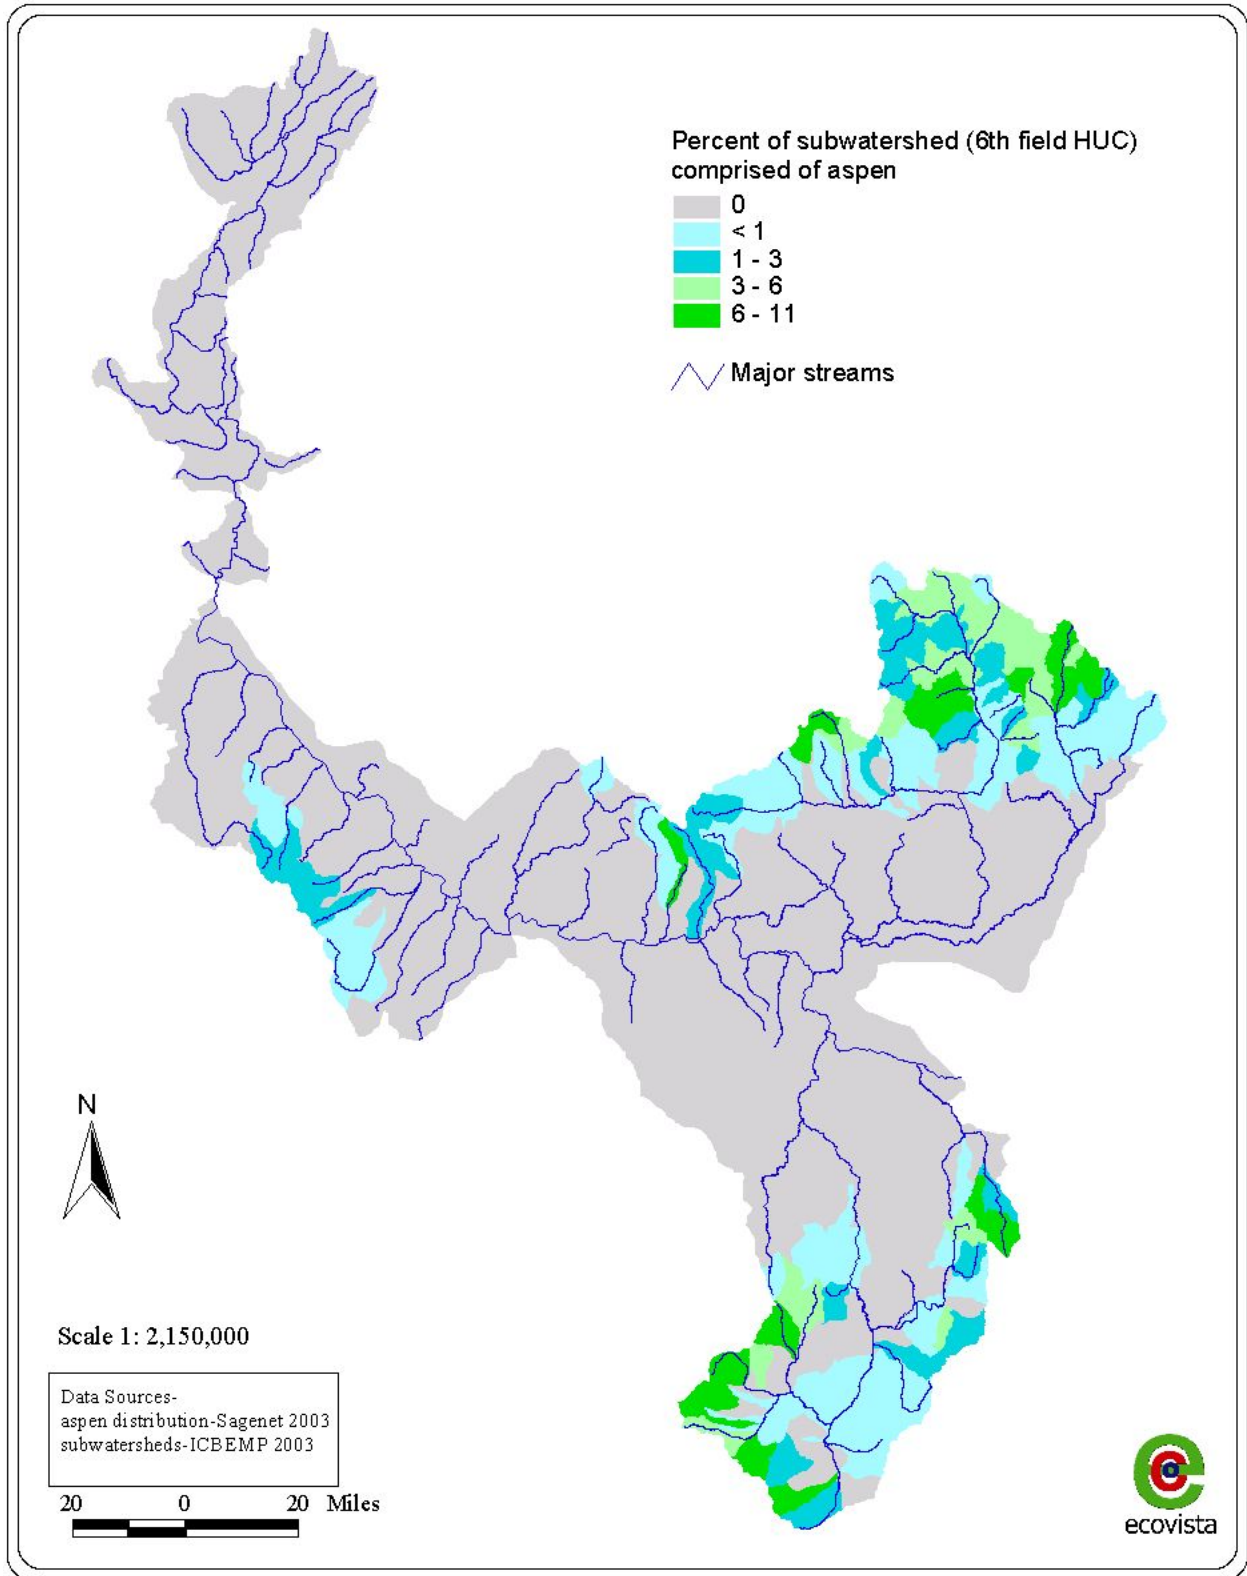 Percent of subwatershed (6th field HUC)
comprised of aspen
0
< 1
1 - 3
3 - 6
6 - 11
Major streams
N
Scale 1: 2,150,000
Data Sources-
aspen distribution-Sagenet 2003
subwatersheds-ICBEMP 2003
20 0 20 Miles
ecovista